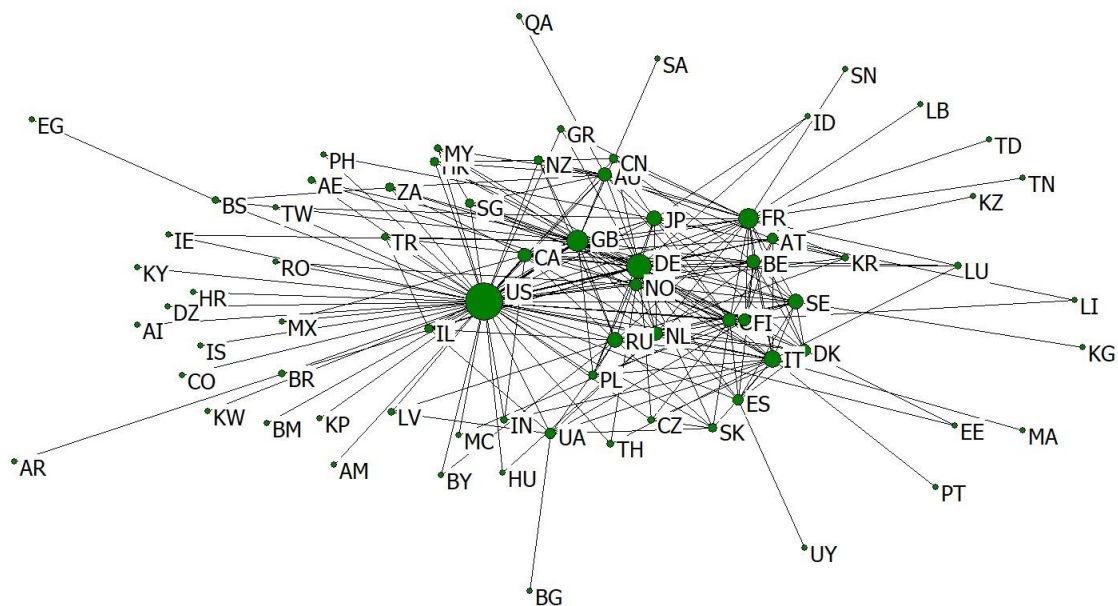 QA
SA
SN
EG
LB
ID
GR
TD
MY
PH
HK
NZ
CN
AU
TN
AE
ZA
BS
KZ
TW
SG
JP
FR
IE
TR
GB
AT
CA
DE
BE
KR
LU
KY
RO
US
NO
HR
DZ
SE
LI
AI
MX
IL
FI
IS
RU
NL
IT
DK
KG
CO
BR
PL
KW
BM
KP
LV
IN
CZ
ES
SK
EE
MA
MC
UA
TH
AR
AM
BY
HU
PT
UY
BG